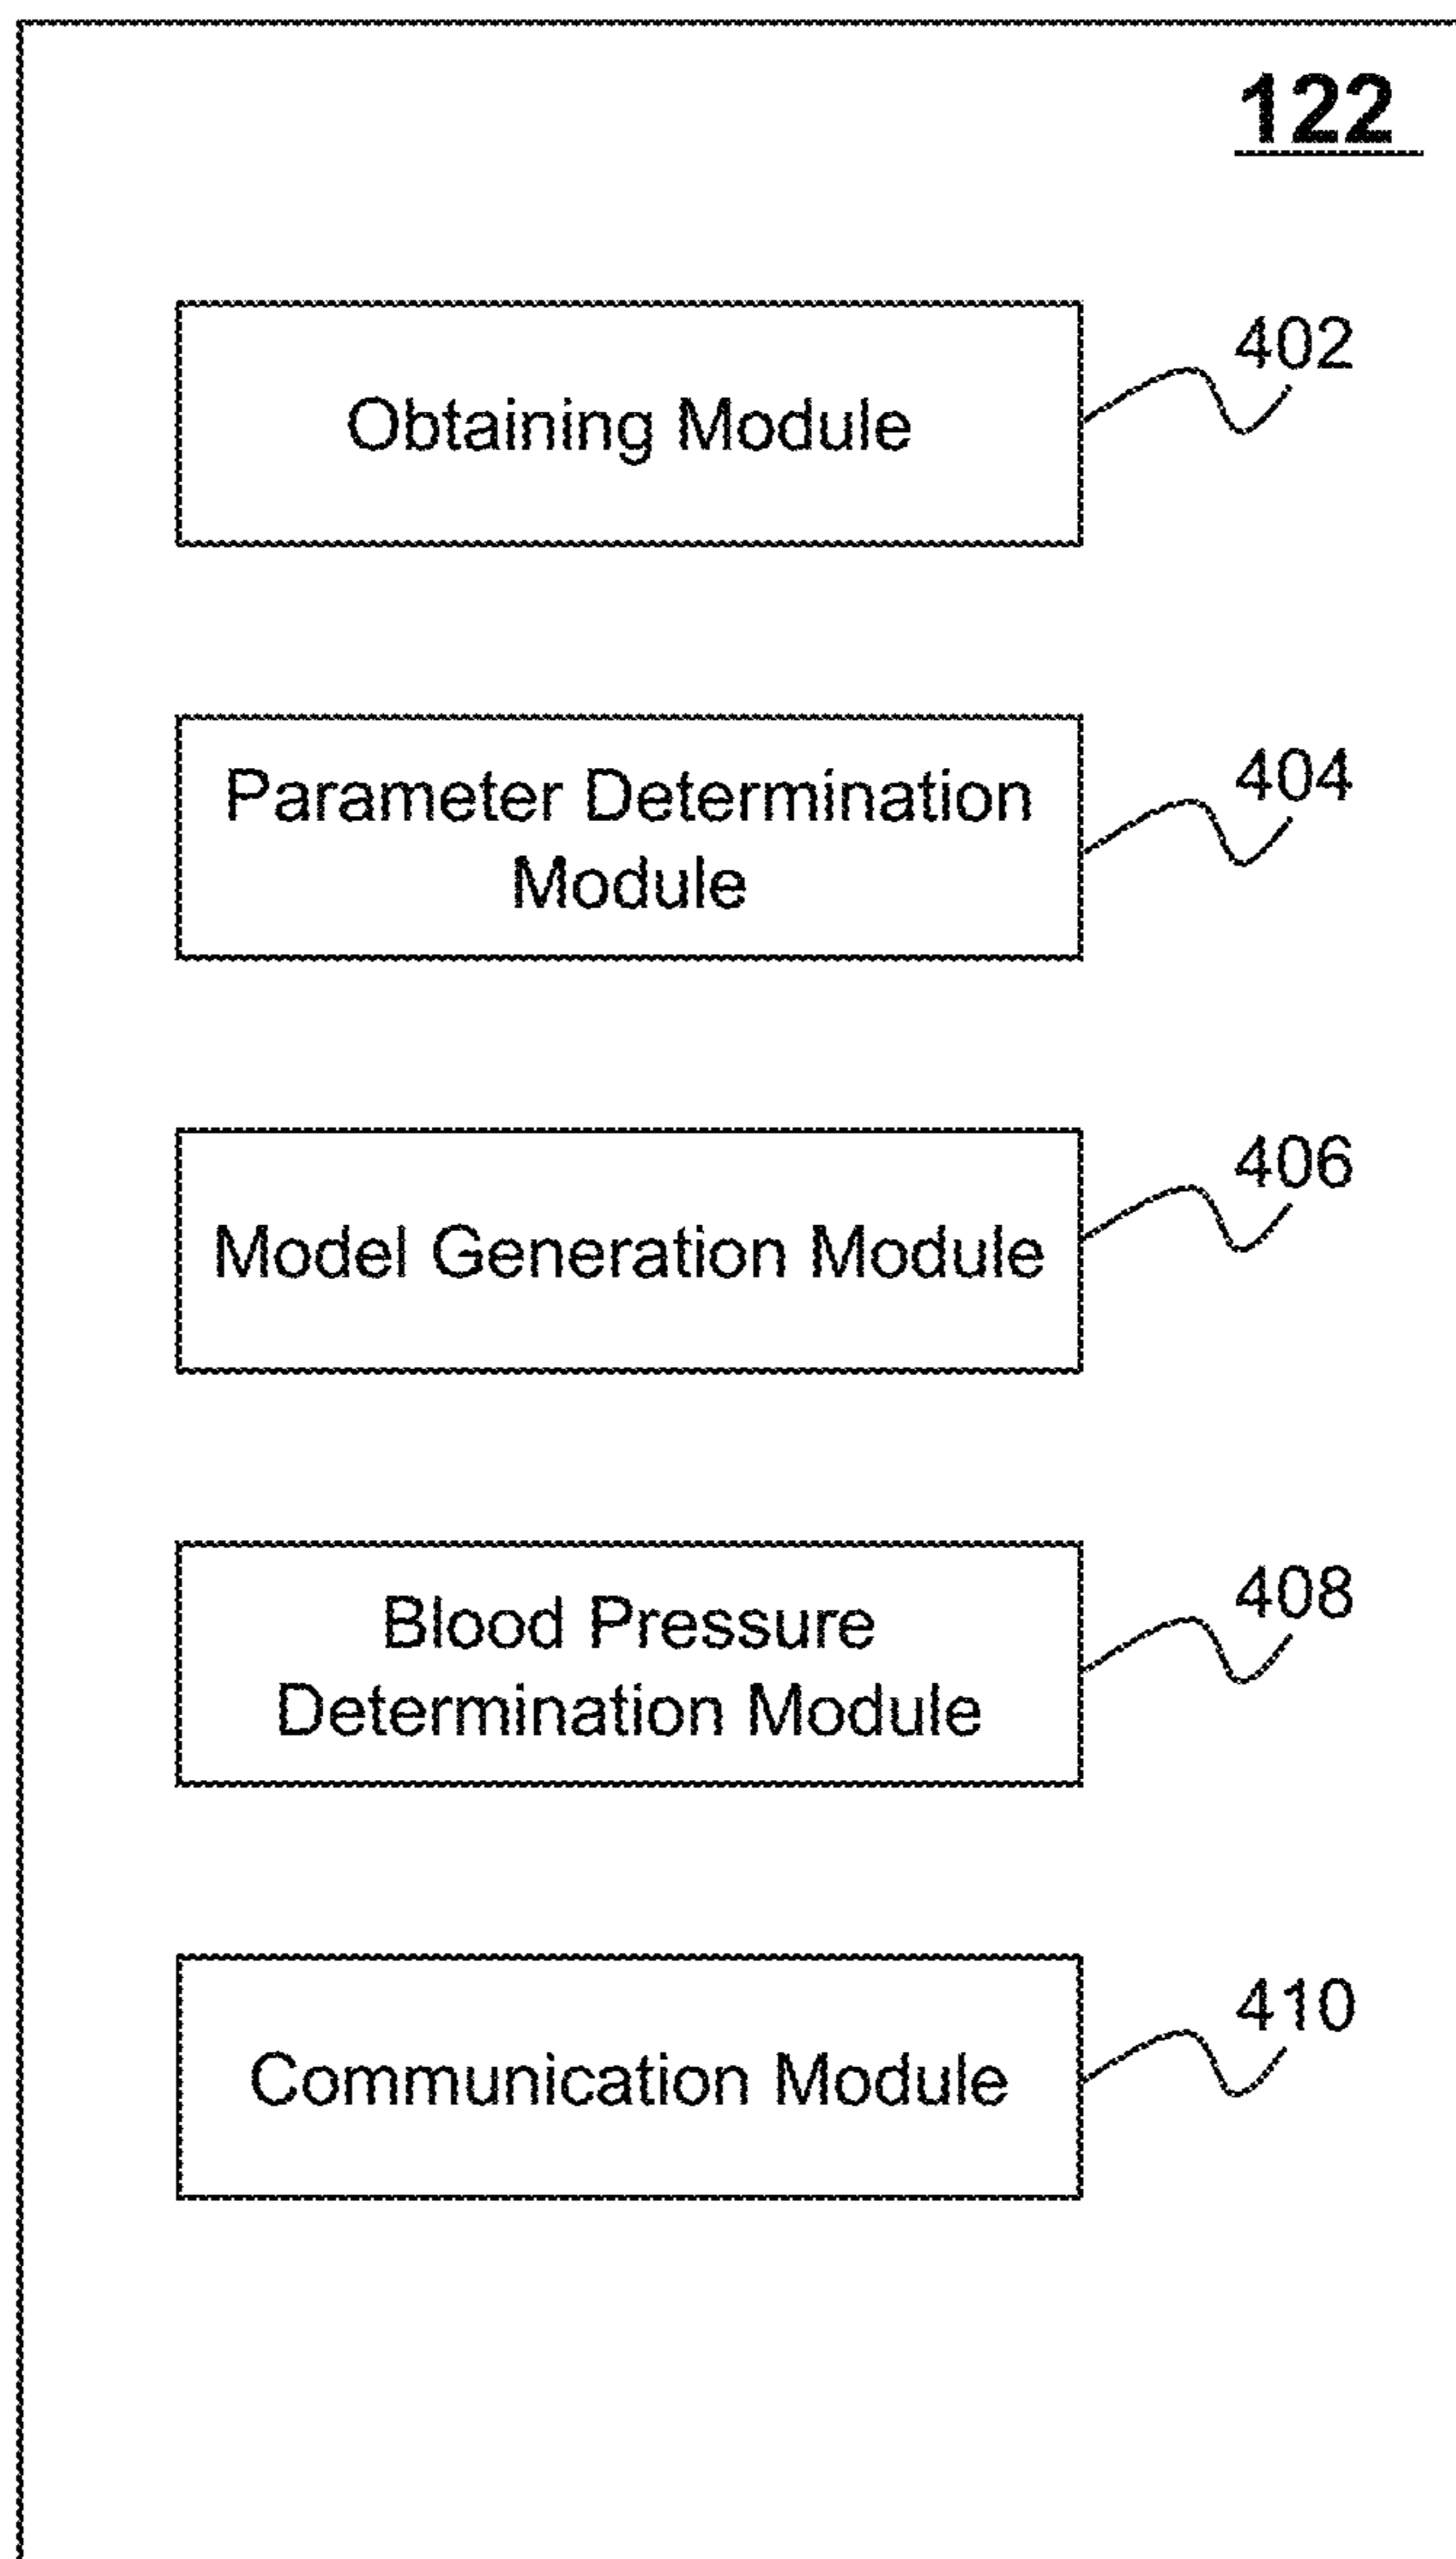 122
402
Obtaining Module
404
Parameter Determination
Module
406
Model Generation Module
408
Blood Pressure
Determination Module
410
Communication Module